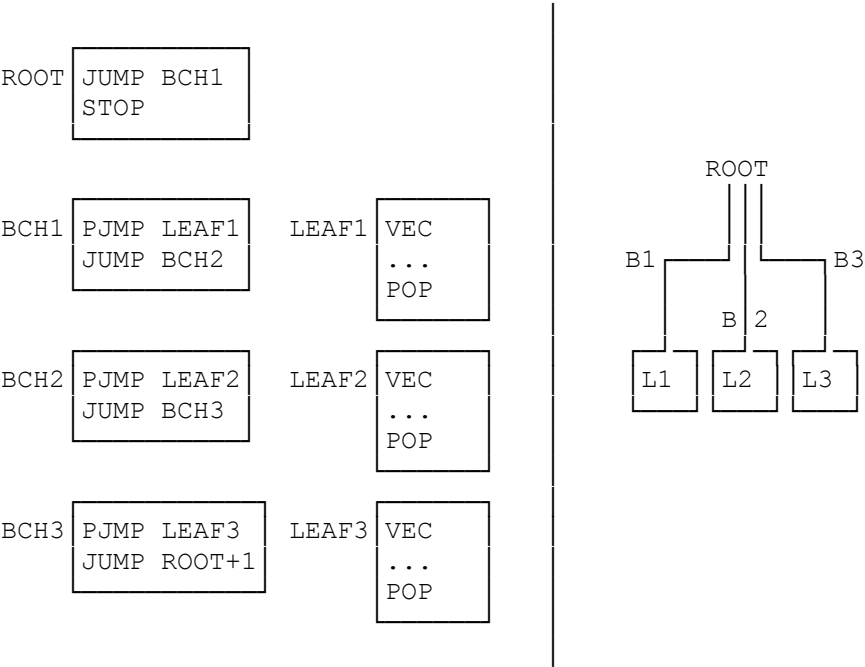 ROOT JUMP BCH1
STOP
BCH1 PJMP LEAF1
JUMP BCH2
LEAF1 VEC
...
POP
BCH2 PJMP LEAF2
JUMP BCH3
LEAF2 VEC
...
POP
BCH3 PJMP LEAF3
JUMP ROOT+1
LEAF3 VEC
...
POP
ROOT
B1
B3
B 2
L1
L2
L3